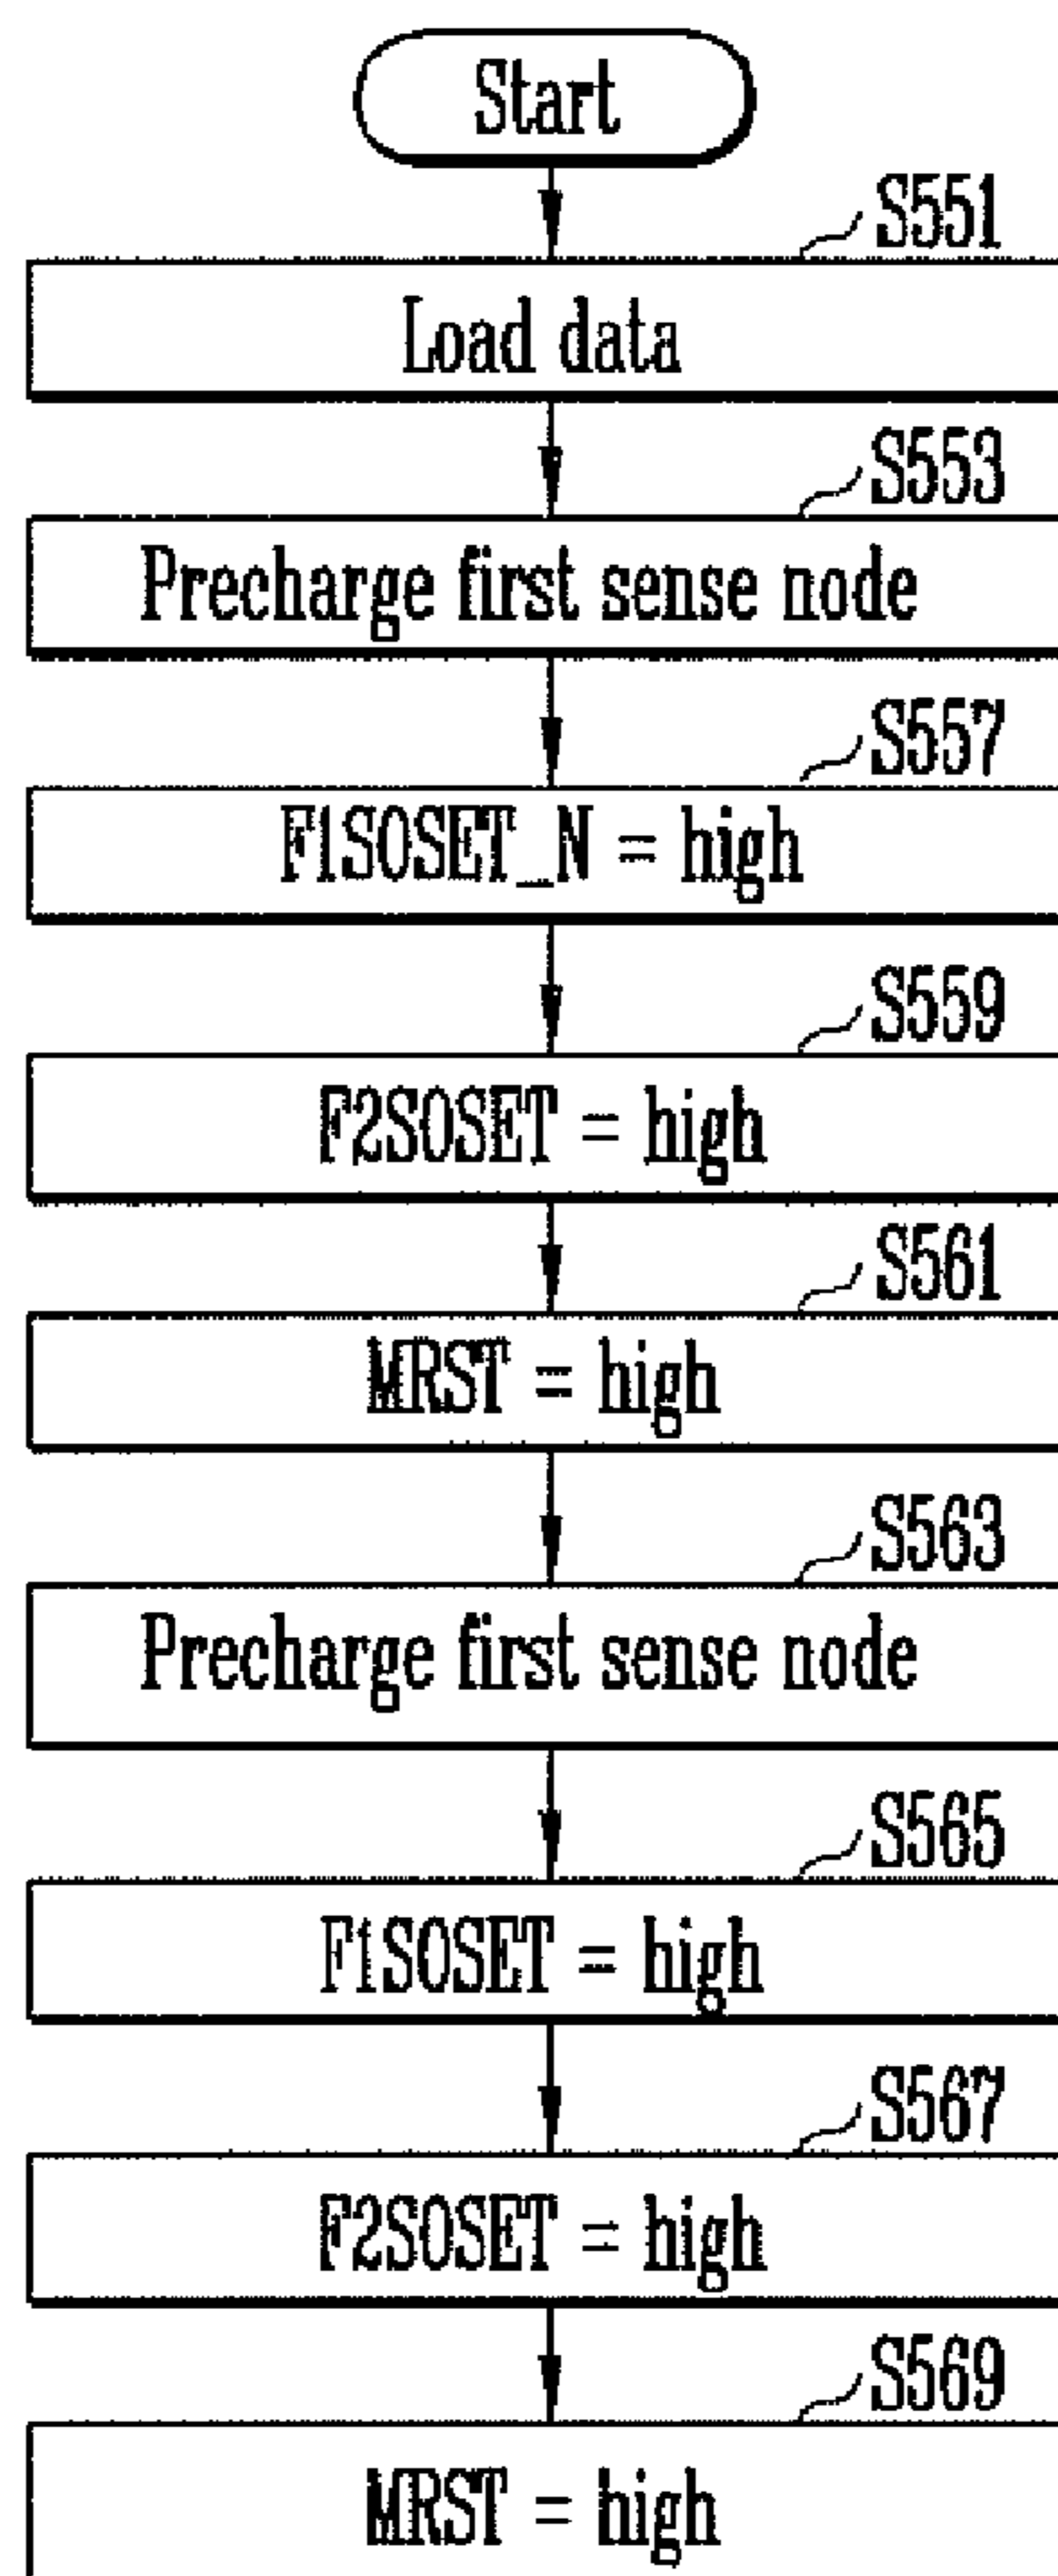 Start
S551
Load data
S553
Precharge first sense node
S557
F1SOSET_N = high
S559
F2SOSET = high
S561
MRST = high
S563
Precharge first sense node
S565
F1SOSET = high
S567
F2SOSET = high
S569
MRST = high